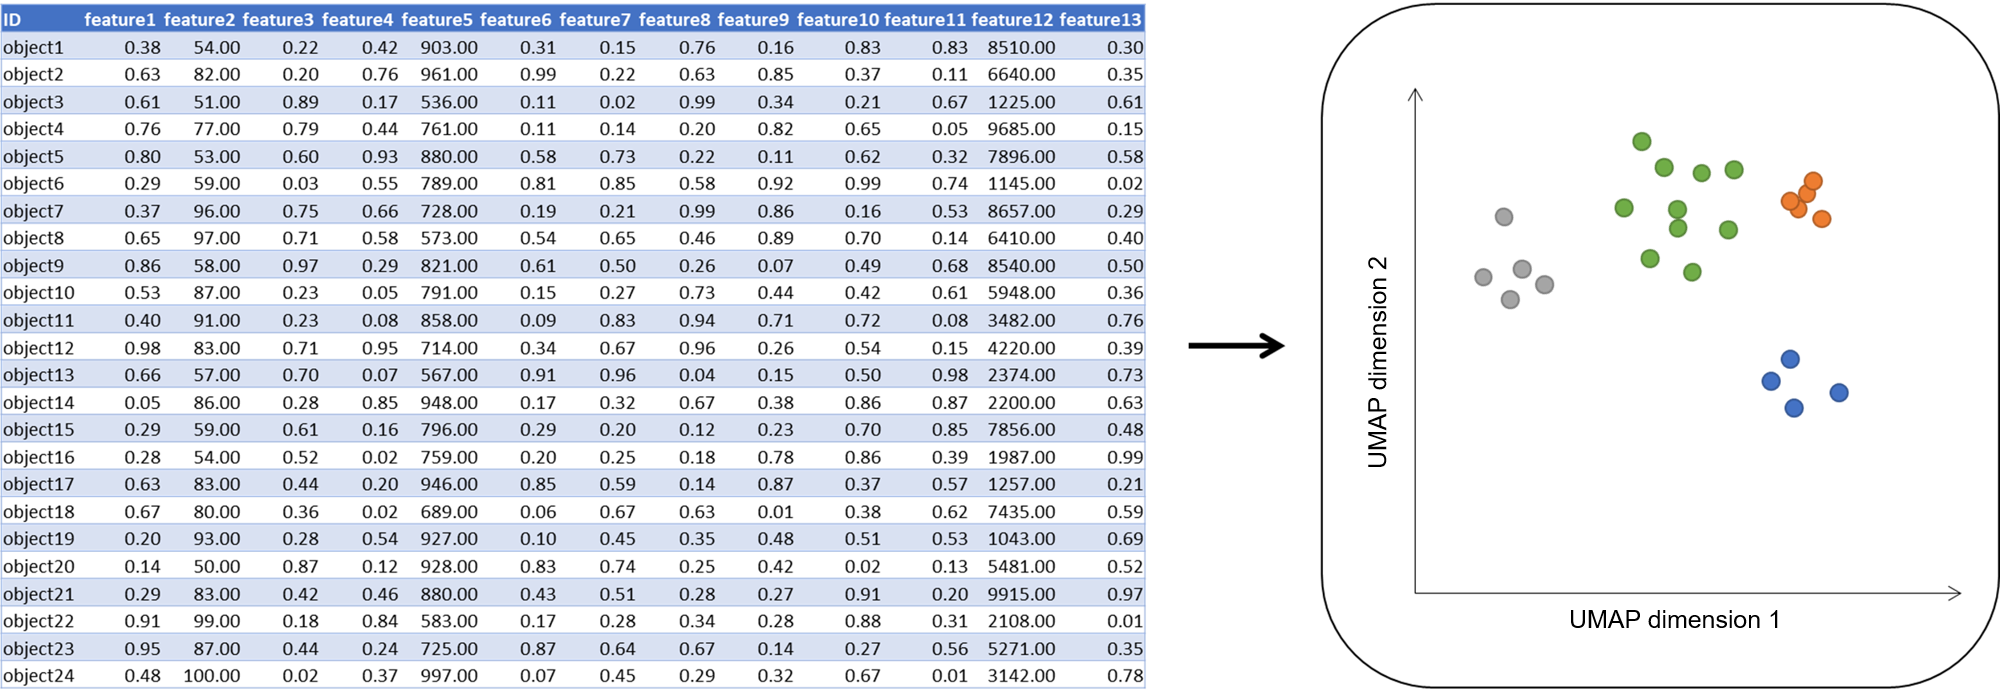 ID feature1 feature2 feature3 feature4 feature5 feature6 feature7 feature8 feature9 feature10 feature11 feature12 feature13
object1 0.38 54.00 0.22 0.42 903.00 0.31 0.15 0.76 0.16 0.83 0.83 8510.00 0.30
object2 0.63 82.00 0.20 0.76 961.00 0.99 0.22 0.63 0.85 0.37 0.11 6640.00 0.35
object3 0.61 51.00 0.89 0.17 536.00 0.11 0.02 0.99 0.34 0.21 0.67 1225.00 0.61
object4 0.76 77.00 0.79 0.44 761.00 0.11 0.14 0.20 0.82 0.65 0.05 9685.00 0.15
object5 0.80 53.00 0.60 0.93 880.00 0.58 0.73 0.22 0.11 0.62 0.32 7896.00 0.58
object6 0.29 59.00 0.03 0.55 789.00 0.81 0.85 0.58 0.92 0.99 0.74 1145.00 0.02
object7 0.37 96.00 0.75 0.66 728.00 0.19 0.21 0.99 0.86 0.16 0.53 8657.00 0.29
object8 0.65 97.00 0.71 0.58 573.00 0.54 0.65 0.46 0.89 0.70 0.14 6410.00 0.40
object9 0.86 58.00 0.97 0.29 821.00 0.61 0.50 0.26 0.07 0.49 0.68 8540.00 0.50
object10 0.53 87.00 0.23 0.05 791.00 0.15 0.27 0.73 0.44 0.42 0.61 5948.00 0.36
object11 0.40 91.00 0.23 0.08 858.00 0.09 0.83 0.94 0.71 0.72 0.08 3482.00 0.76
object12 0.98 83.00 0.71 0.95 714.00 0.34 0.67 0.96 0.26 0.54 0.15 4220.00 0.39
object13 0.66 57.00 0.70 0.07 567.00 0.91 0.96 0.04 0.15 0.50 0.98 2374.00 0.73
object14 0.05 86.00 0.28 0.85 948.00 0.17 0.32 0.67 0.38 0.86 0.87 2200.00 0.63
object15 0.29 59.00 0.61 0.16 796.00 0.29 0.20 0.12 0.23 0.70 0.85 7856.00 0.48
object16 0.28 54.00 0.52 0.02 759.00 0.20 0.25 0.18 0.78 0.86 0.39 1987.00 0.99
object17 0.63 83.00 0.44 0.20 946.00 0.85 0.59 0.14 0.87 0.37 0.57 1257.00 0.21
object18 0.67 80.00 0.36 0.02 689.00 0.06 0.67 0.63 0.01 0.38 0.62 7435.00 0.59
object19 0.20 93.00 0.28 0.54 927.00 0.10 0.45 0.35 0.48 0.51 0.53 1043.00 0.69
object20 0.14 50.00 0.87 0.12 928.00 0.83 0.74 0.25 0.42 0.02 0.13 5481.00 0.52
object21 0.29 83.00 0.42 0.46 880.00 0.43 0.51 0.28 0.27 0.91 0.20 9915.00 0.97
object22 0.91 99.00 0.18 0.84 583.00 0.17 0.28 0.34 0.28 0.88 0.31 2108.00 0.01
object23 0.95 87.00 0.44 0.24 725.00 0.87 0.64 0.67 0.14 0.27 0.56 5271.00 0.35
object24 0.48 100.00 0.02 0.37 997.00 0.07 0.45 0.29 0.32 0.67 0.01 3142.00 0.78
UMAP dimension 2
UMAP dimension 1